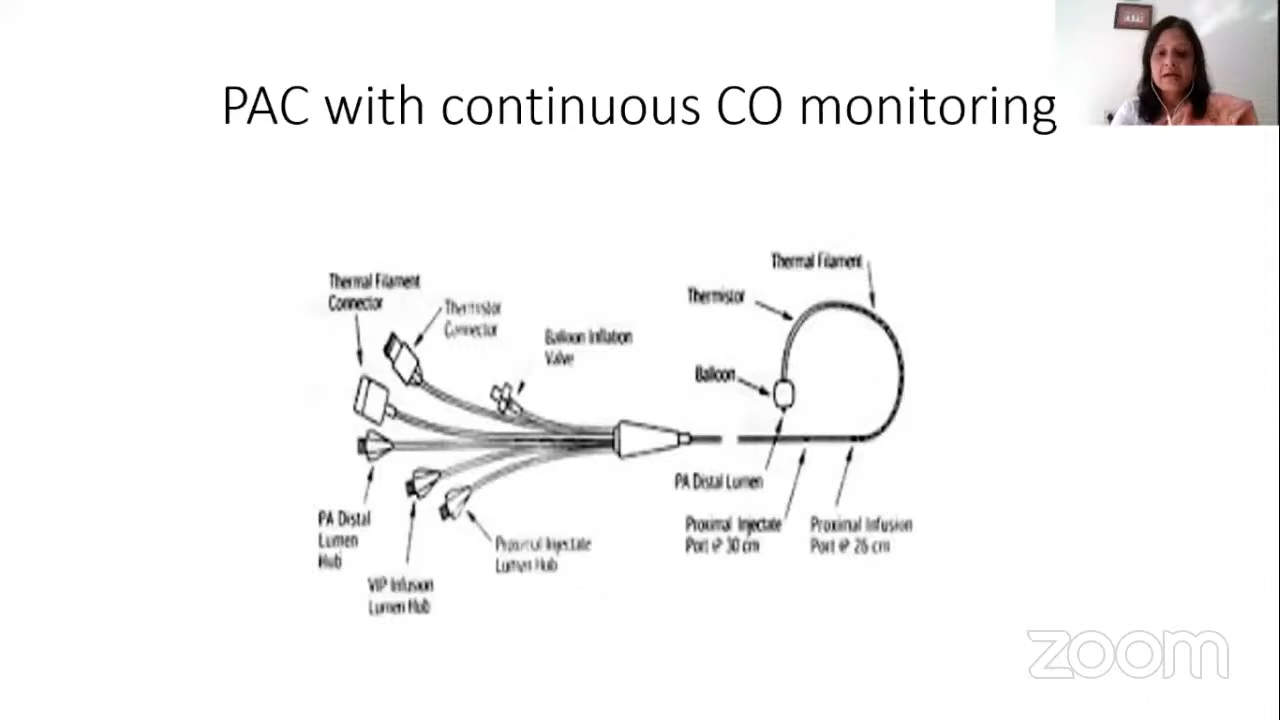 PAC with continuous CO monitoring
Thermal Filament
Connector
Thermistor
Connector
Balloon Inflation
Valve
Thermal Filament
Thermistor
Balloon
PA Distal Lumen
Proximal Injectate
Port @ 30 cm
Proximal Infusion
Port @ 26 cm
PA Distal
Lumen
Hub
VIP Infusion
Lumen Hub
Proximal Injectate
Lumen Hub
zoom